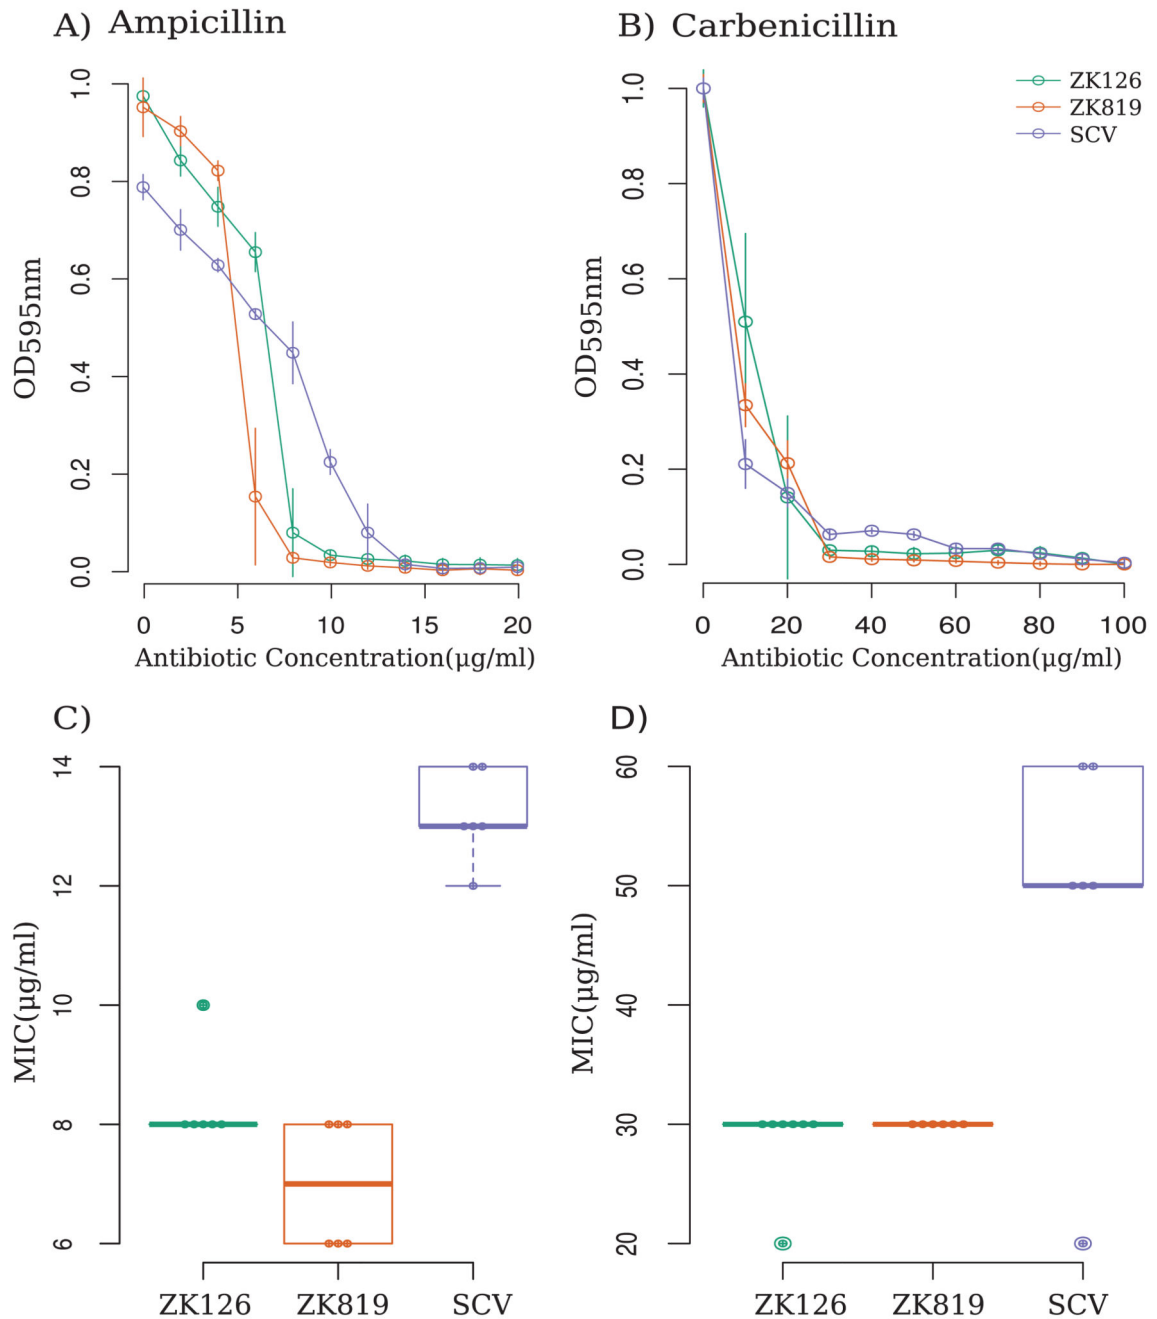 A) Ampicillin
B) Carbenicillin
ZK126
ZK819
SCV
OD595nm
1.0
0.8
0.6
0.4
0.2
0.0
0 5 10 15 20
Antibiotic Concentration(µg/ml)
OD595nm
1.0
0.8
0.6
0.4
0.2
0.0
0 20 40 60 80 100
Antibiotic Concentration(µg/ml)
C)
MIC(µg/ml)
14
12
10
8
6
ZK126 ZK819 SCV
D)
MIC(µg/ml)
60
50
40
30
20
ZK126 ZK819 SCV